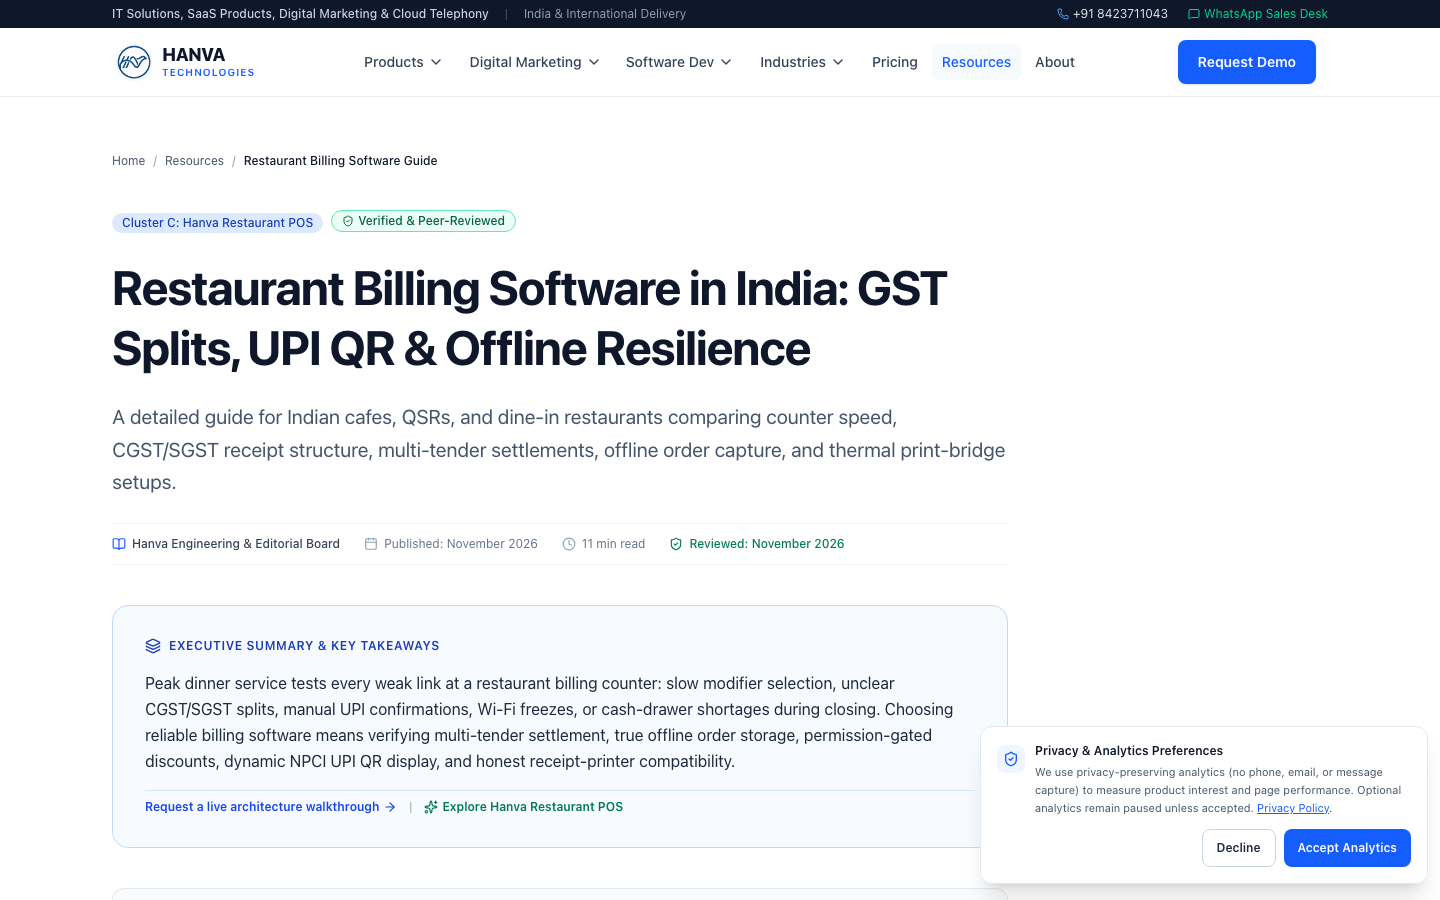 IT Solutions, SaaS Products, Digital Marketing & Cloud Telephony | India & International Delivery +91 8423711043 WhatsApp Sales Desk
HANVA
TECHNOLOGIES
Products Digital Marketing Software Dev Industries Pricing Resources About Request Demo
Home / Resources / Restaurant Billing Software Guide
Cluster C: Hanva Restaurant POS Verified & Peer-Reviewed
Restaurant Billing Software in India: GST
Splits, UPI QR & Offline Resilience
A detailed guide for Indian cafes, QSRs, and dine-in restaurants comparing counter speed,
CGST/SGST receipt structure, multi-tender settlements, offline order capture, and thermal print-bridge
setups.
Hanva Engineering & Editorial Board Published: November 2026 11 min read Reviewed: November 2026
EXECUTIVE SUMMARY & KEY TAKEAWAYS
Peak dinner service tests every weak link at a restaurant billing counter: slow modifier selection, unclear
CGST/SGST splits, manual UPI confirmations, Wi-Fi freezes, or cash-drawer shortages during closing. Choosing
reliable billing software means verifying multi-tender settlement, true offline order storage, permission-gated
discounts, dynamic NPCI UPI QR display, and honest receipt-printer compatibility.
Request a live architecture walkthrough | Explore Hanva Restaurant POS
Privacy & Analytics Preferences
We use privacy-preserving analytics (no phone, email, or message
capture) to measure product interest and page performance. Optional
analytics remain paused unless accepted. Privacy Policy.
Decline Accept Analytics